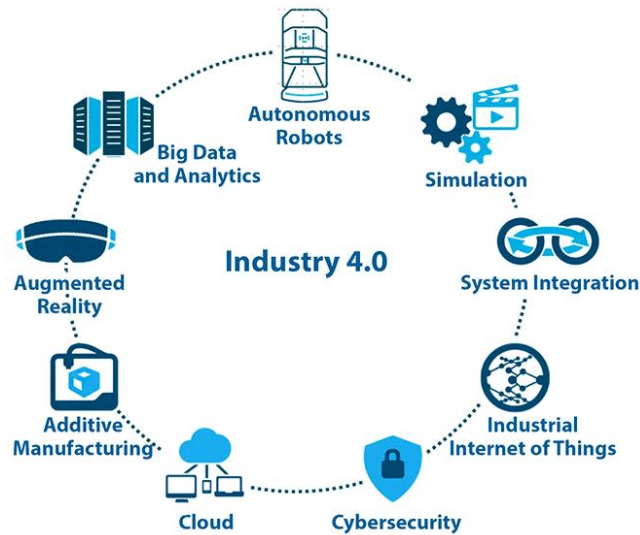 Autonomous
Robots
Simulation
System Integration
Industrial
Internet of Things
Cybersecurity
Cloud
Additive
Manufacturing
Augmented
Reality
Big Data
and Analytics
Industry 4.0